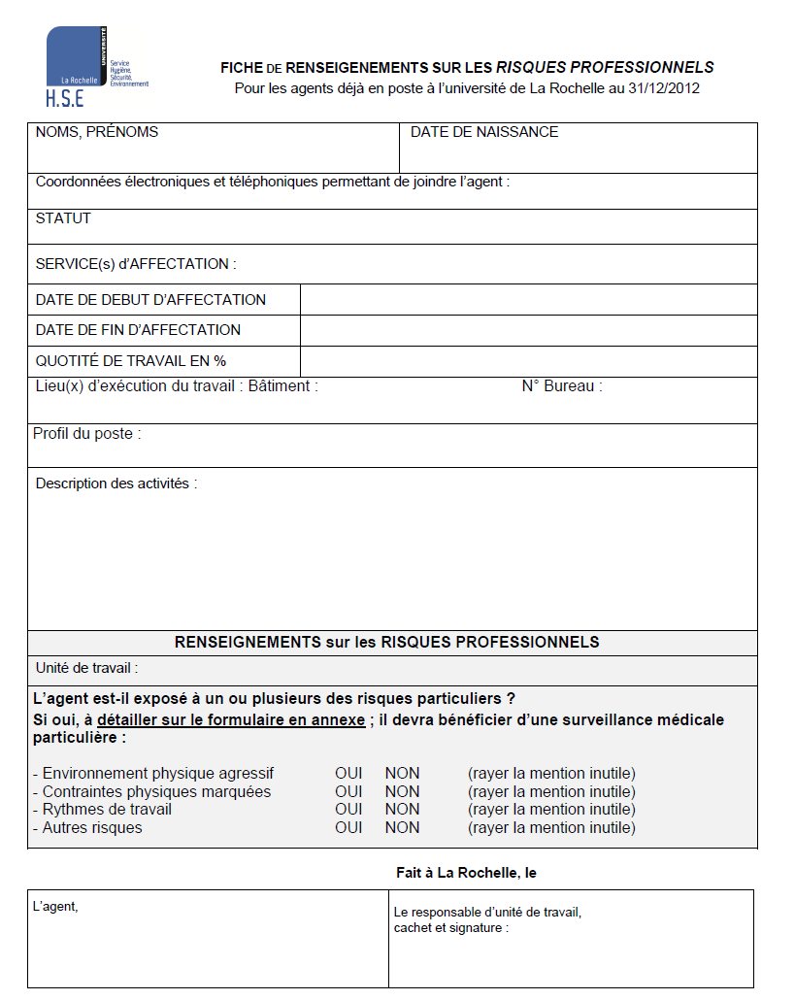 La Rochelle
UNIVERSITÉ
Service
Hygiène,
Sécurité,
Environnement
H.S.E
FICHE DE RENSEIGENEMENTS SUR LES RISQUES PROFESSIONNELS
Pour les agents déjà en poste à l'université de La Rochelle au 31/12/2012
NOMS, PRÉNOMS DATE DE NAISSANCE
Coordonnées électroniques et téléphoniques permettant de joindre l'agent :
STATUT
SERVICE(s) d'AFFECTATION :
DATE DE DEBUT D'AFFECTATION
DATE DE FIN D'AFFECTATION
QUOTITÉ DE TRAVAIL EN %
Lieu(x) d'exécution du travail : Bâtiment : N° Bureau :
Profil du poste :
Description des activités :
RENSEIGNEMENTS sur les RISQUES PROFESSIONNELS
Unité de travail :
L'agent est-il exposé à un ou plusieurs des risques particuliers ?
Si oui, à détailler sur le formulaire en annexe ; il devra bénéficier d'une surveillance médicale
particulière :
- Environnement physique agressif OUI NON (rayer la mention inutile)
- Contraintes physiques marquées OUI NON (rayer la mention inutile)
- Rythmes de travail OUI NON (rayer la mention inutile)
- Autres risques OUI NON (rayer la mention inutile)
Fait à La Rochelle, le
L'agent,
Le responsable d'unité de travail,
cachet et signature :